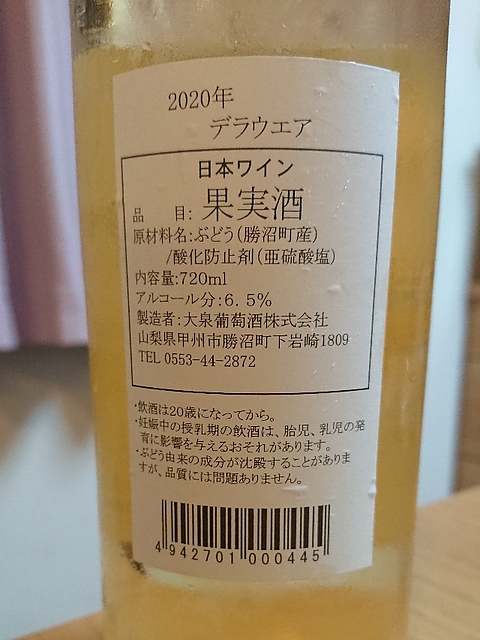 2020年
デラウエア
日本ワイン
品　　目: 果実酒
原材料名:ぶどう(勝沼町産)
/酸化防止剤(亜硫酸塩)
内容量:720ml
アルコール分:6.5%
製造者:大泉葡萄酒株式会社
山梨県甲州市勝沼町下岩崎1809
TEL 0553-44-2872
・飲酒は20歳になってから。
・妊娠中の授乳期の飲酒は、胎児、乳児の発
育に影響を与えるおそれがあります。
・ぶどう由来の成分が沈殿することがありま
すが、品質には問題ありません。
4 942701 000445